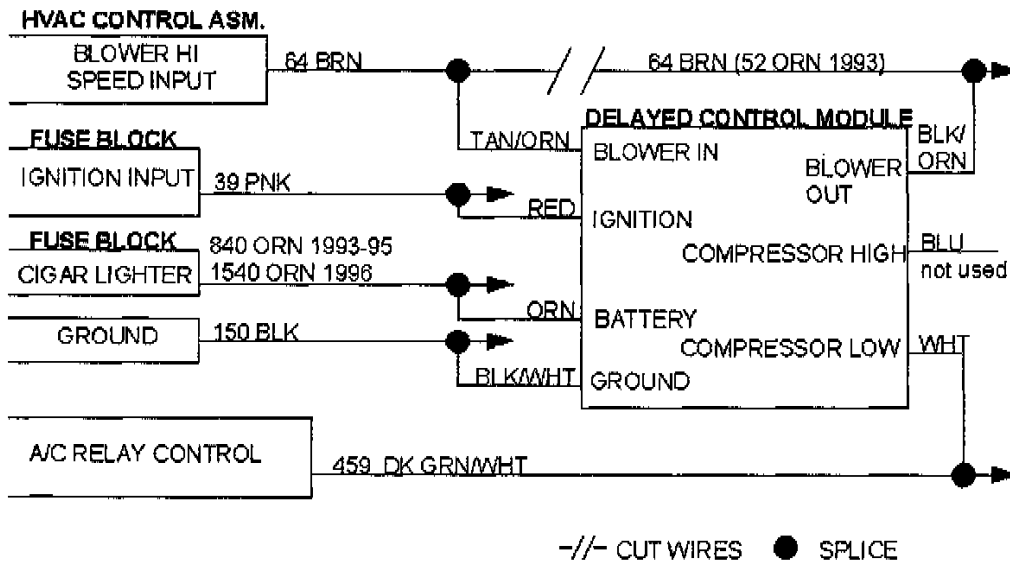 HVAC CONTROL ASM.
BLOWER HI
SPEED INPUT
64 BRN
64 BRN (52 ORN 1993)
FUSE BLOCK
IGNITION INPUT
39 PNK
FUSE BLOCK
CIGAR LIGHTER
840 ORN 1993-95
1540 ORN 1996
GROUND
150 BLK
A/C RELAY CONTROL
459 DK GRN/WHT
DELAYED CONTROL MODULE
TAN/ORN
BLOWER IN
RED
IGNITION
ORN
BATTERY
BLK/WHT
GROUND
BLOWER
OUT
BLK/
ORN
COMPRESSOR HIGH
BLU
not used
COMPRESSOR LOW
WHT
-//- CUT WIRES
SPLICE